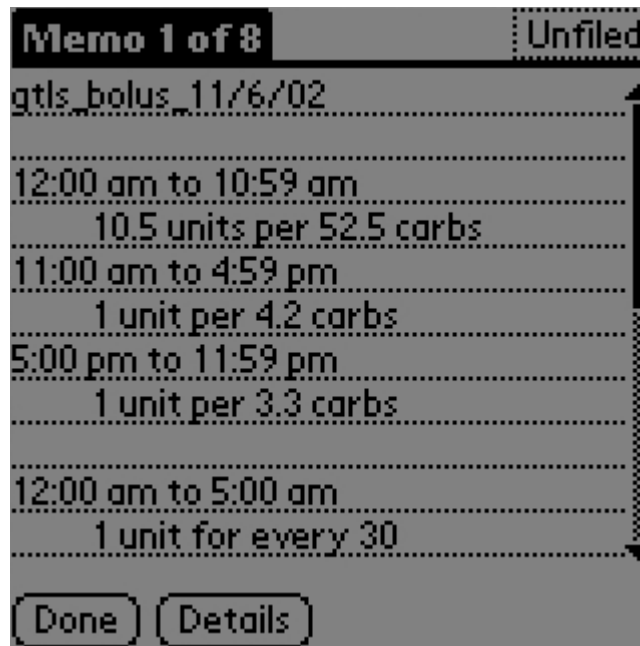 Memo 1 of 8
Unfiled
gtls_bolus_11/6/02
12:00 am to 10:59 am
10.5 units per 52.5 carbs
11:00 am to 4:59 pm
1 unit per 4.2 carbs
5:00 pm to 11:59 pm
1 unit per 3.3 carbs
12:00 am to 5:00 am
1 unit for every 30
Done
Details